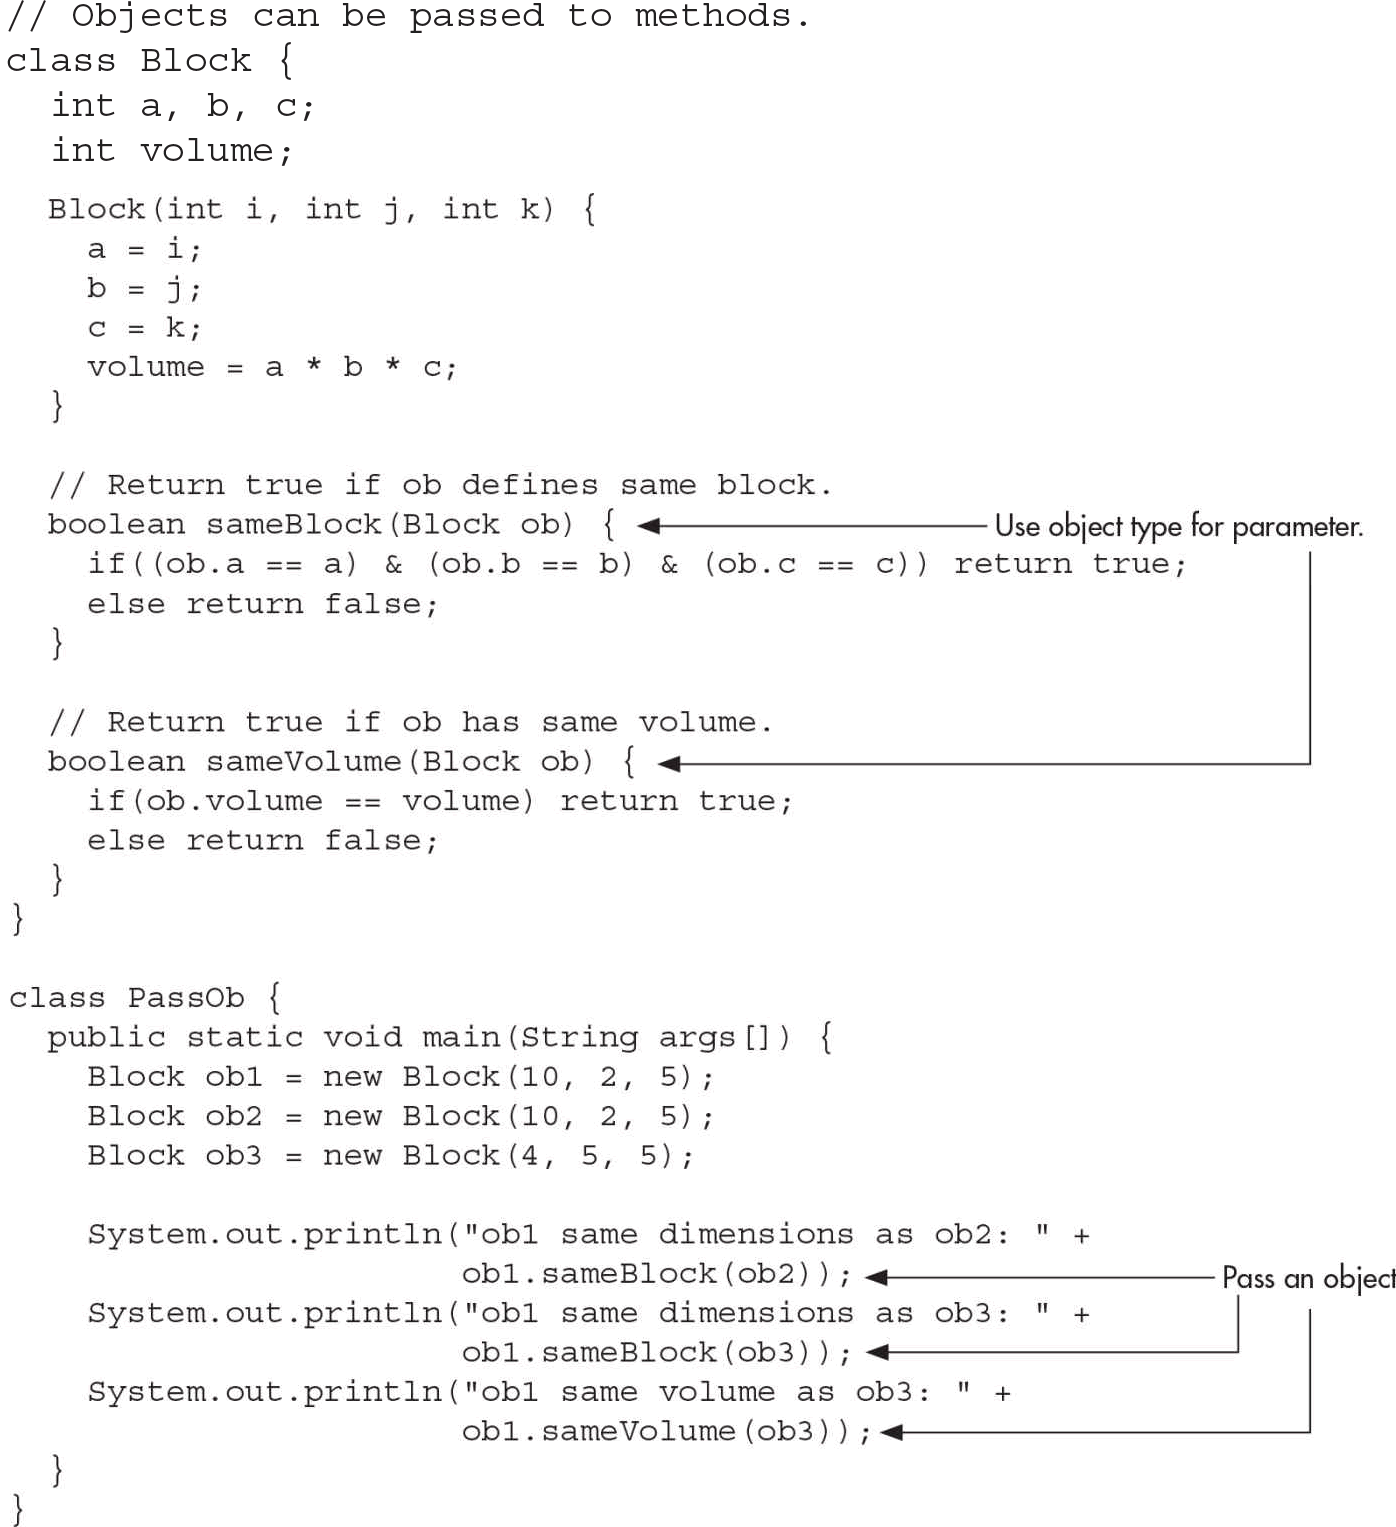 // Objects can be passed to methods.
class Block {
  int a, b, c;
  int volume;
  Block(int i, int j, int k) {
    a = i;
    b = j;
    c = k;
    volume = a * b * c;
  }
  // Return true if ob defines same block.
  boolean sameBlock(Block ob) {
Use object type for parameter.
    if((ob.a == a) & (ob.b == b) & (ob.c == c)) return true;
    else return false;
  }
  // Return true if ob has same volume.
  boolean sameVolume(Block ob) {
    if(ob.volume == volume) return true;
    else return false;
  }
}
class PassOb {
  public static void main(String args[]) {
    Block ob1 = new Block(10, 2, 5);
    Block ob2 = new Block(10, 2, 5);
    Block ob3 = new Block(4, 5, 5);
    System.out.println("ob1 same dimensions as ob2: " +
                       ob1.sameBlock(ob2));
Pass an object
    System.out.println("ob1 same dimensions as ob3: " +
                       ob1.sameBlock(ob3));
    System.out.println("ob1 same volume as ob3: " +
                       ob1.sameVolume(ob3));
  }
}